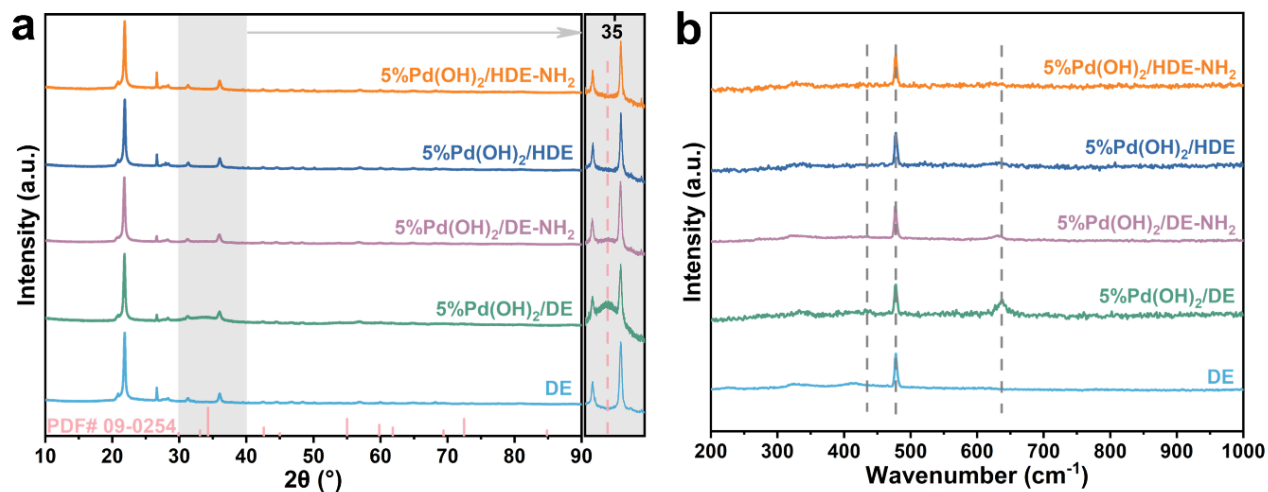 a
35
5%Pd(OH)₂/HDE-NH₂
5%Pd(OH)₂/HDE
5%Pd(OH)₂/DE-NH₂
5%Pd(OH)₂/DE
DE
PDF# 09-0254
Intensity (a.u.)
10 20 30 40 50 60 70 80 90
2θ (°)
b
5%Pd(OH)₂/HDE-NH₂
5%Pd(OH)₂/HDE
5%Pd(OH)₂/DE-NH₂
5%Pd(OH)₂/DE
DE
Intensity (a.u.)
200 300 400 500 600 700 800 900 1000
Wavenumber (cm⁻¹)